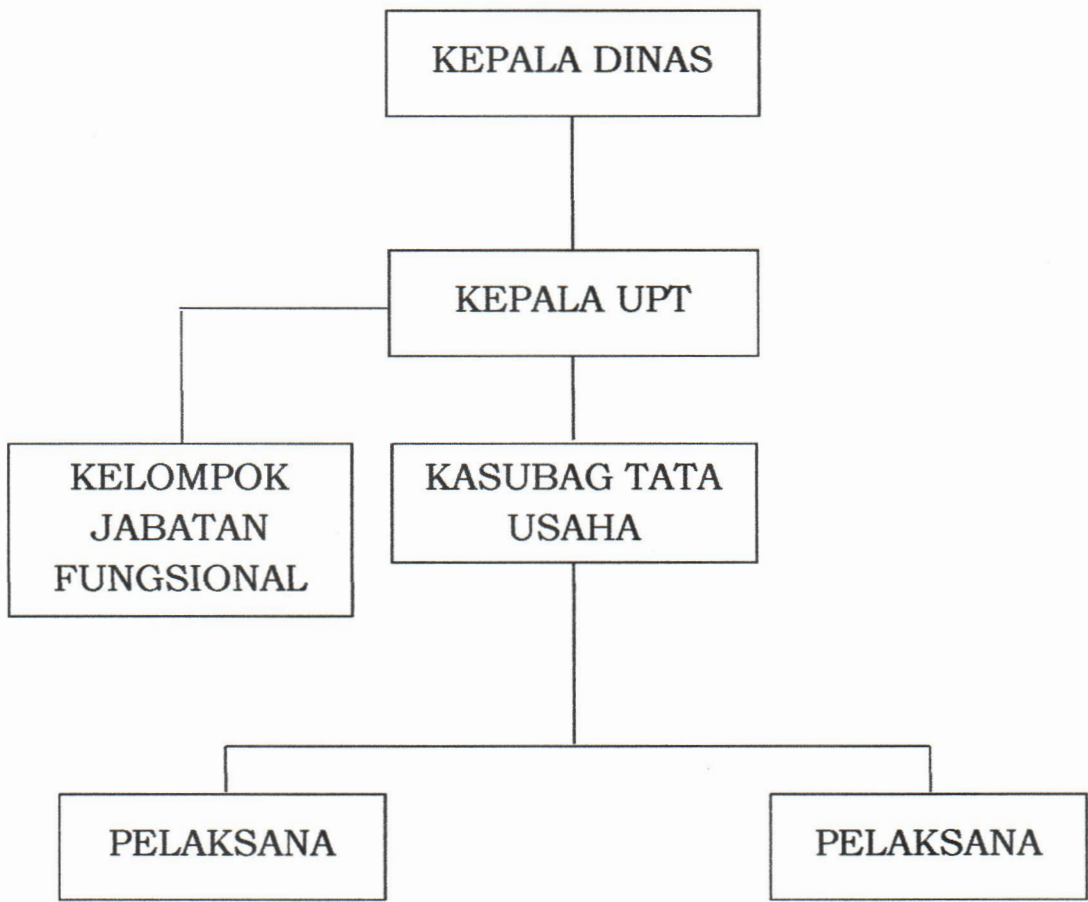 KEPALA DINAS
KEPALA UPT
KELOMPOK
JABATAN
FUNGSIONAL
KASUBAG TATA
USAHA
PELAKSANA
PELAKSANA